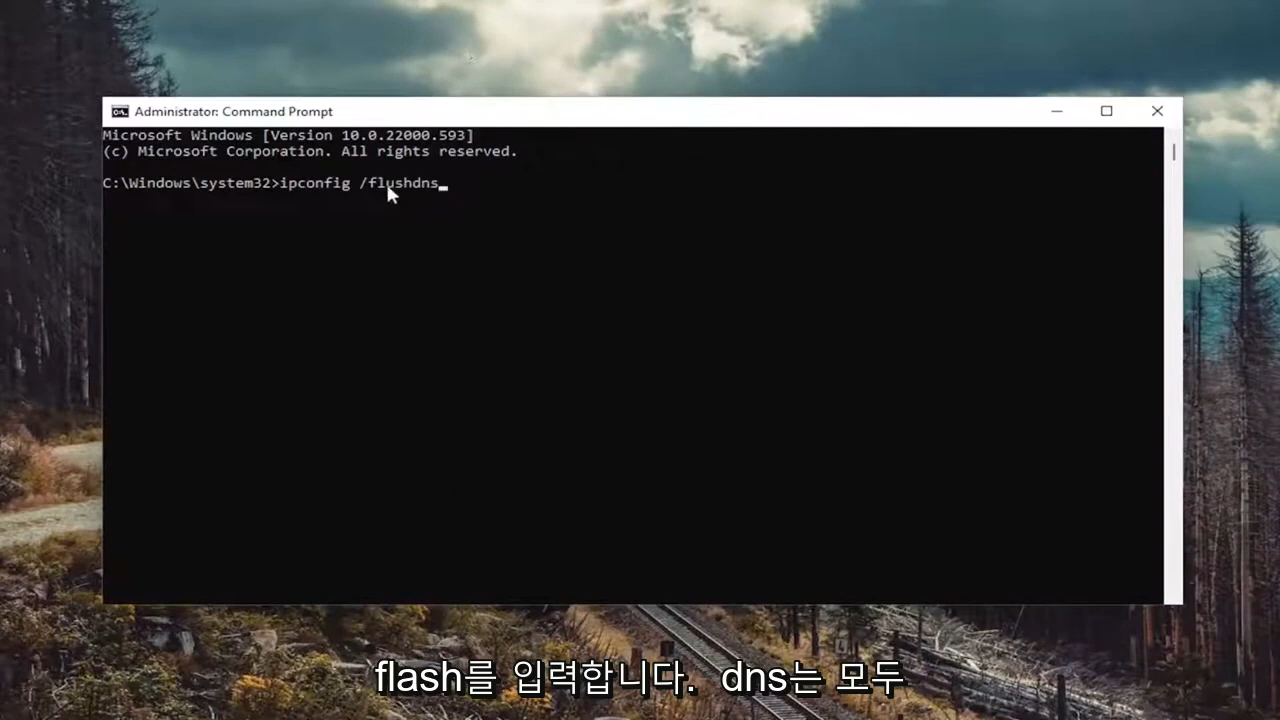 Administrator: Command Prompt
Microsoft Windows [Version 10.0.22000.593]
(c) Microsoft Corporation. All rights reserved.
C:\Windows\system32>ipconfig /flushdns
flash를 입력합니다. dns는 모두